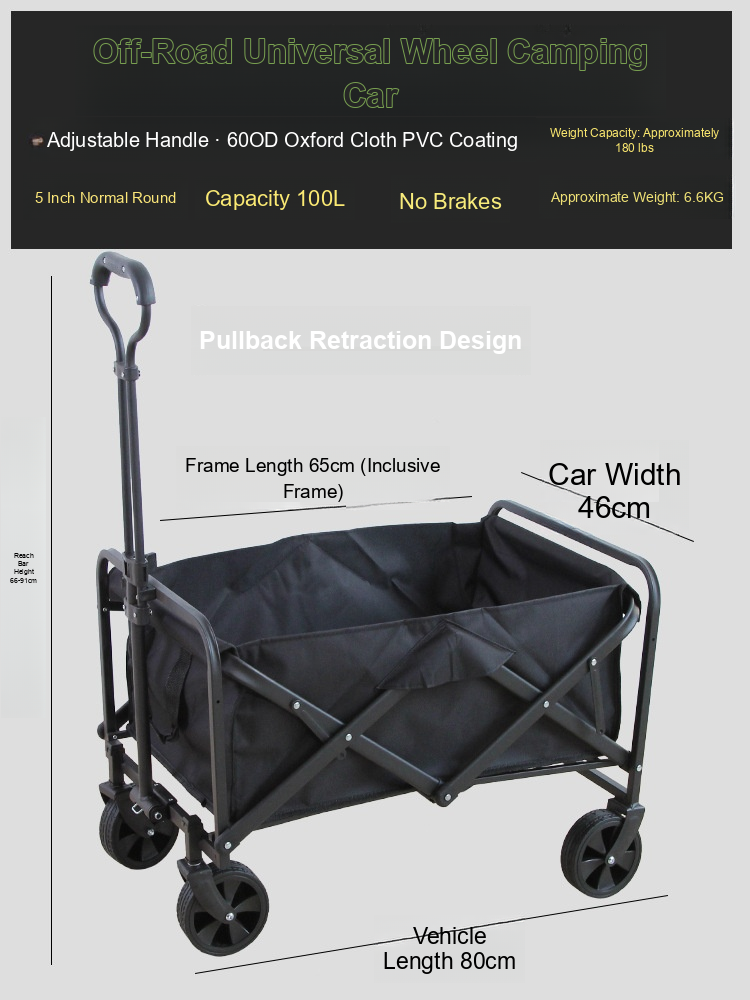 Off-Road Universal Wheel Camping
Car
Adjustable Handle · 60OD Oxford Cloth PVC Coating
Weight Capacity: Approximately
180 lbs
5 Inch Normal Round
Capacity 100L
No Brakes
Approximate Weight: 6.6KG
Pullback Retraction Design
Frame Length 65cm (Inclusive
Frame)
Car Width
46cm
Reach
Bar
Height
66-91cm
Vehicle
Length 80cm